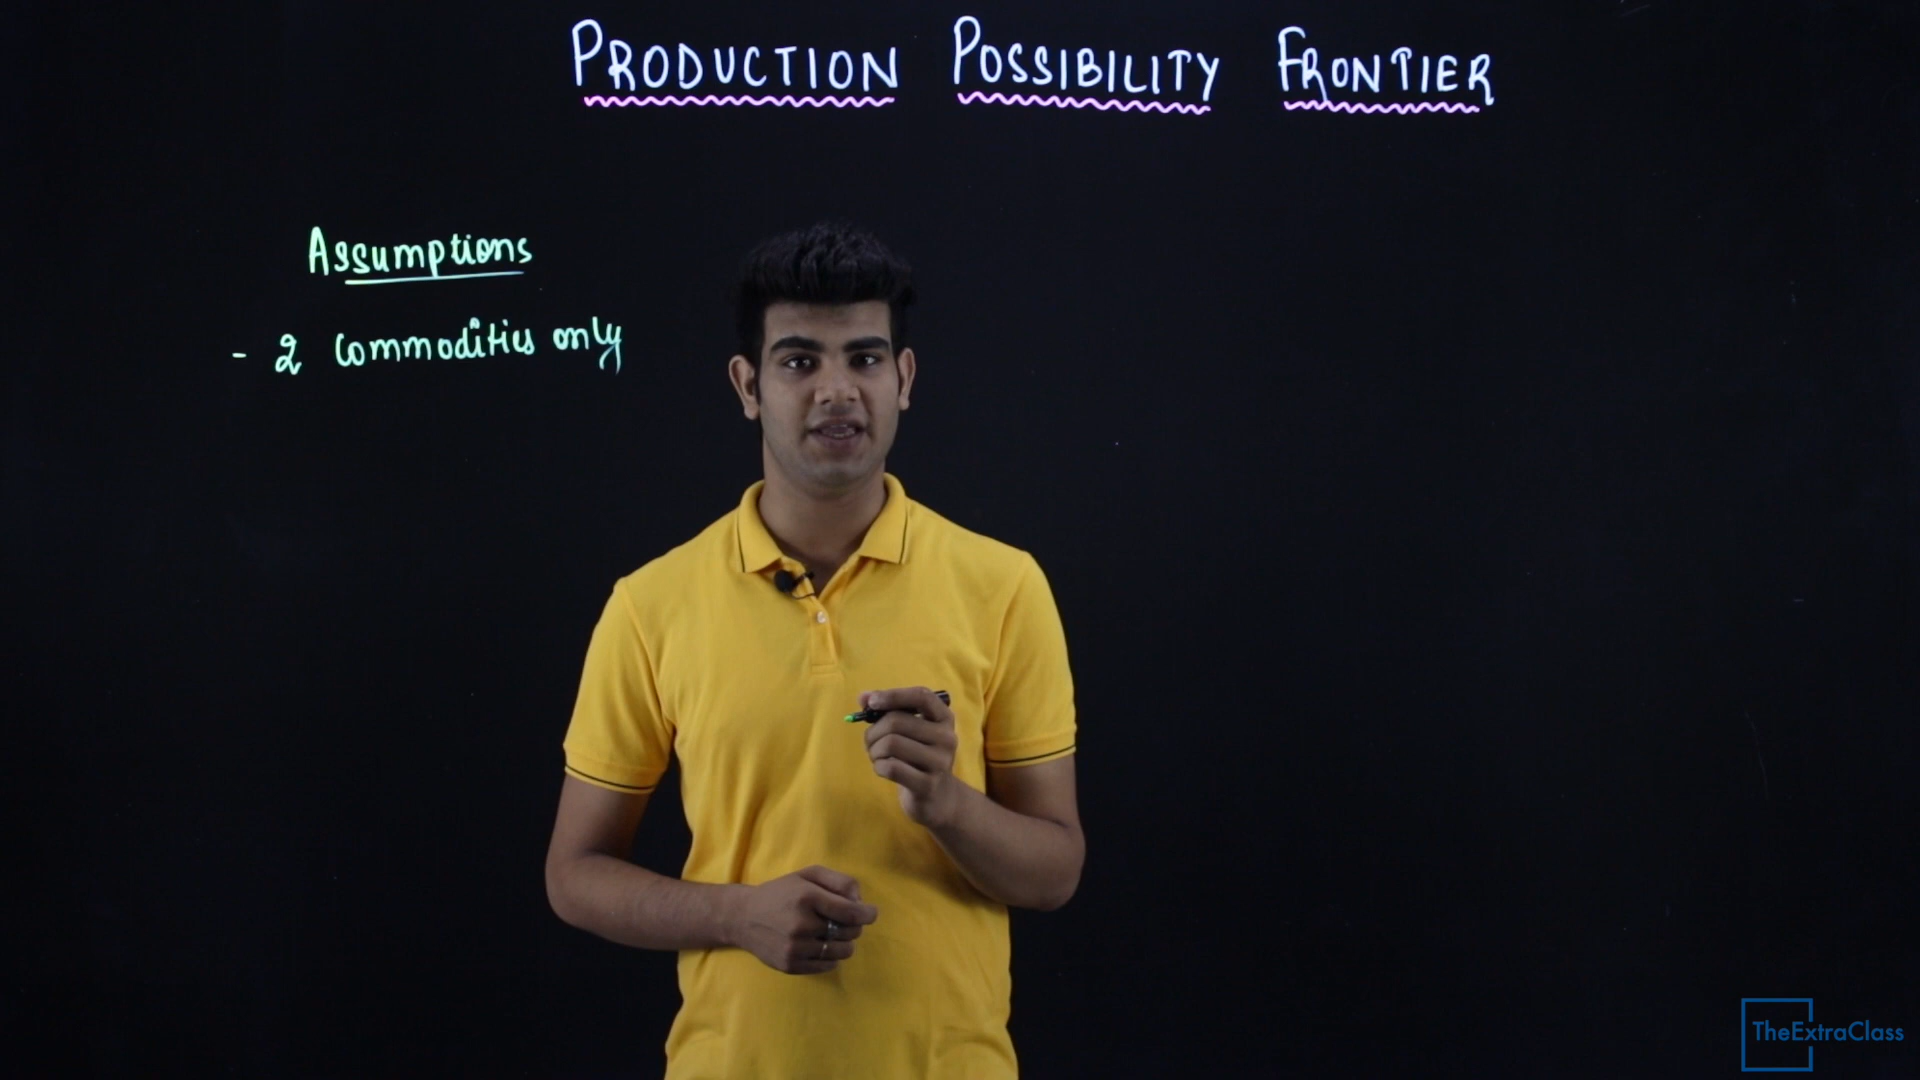 PRODUCTION POSSIBILITY FRONTIER
Assumptions
- 2 commodities only
TheExtraClass